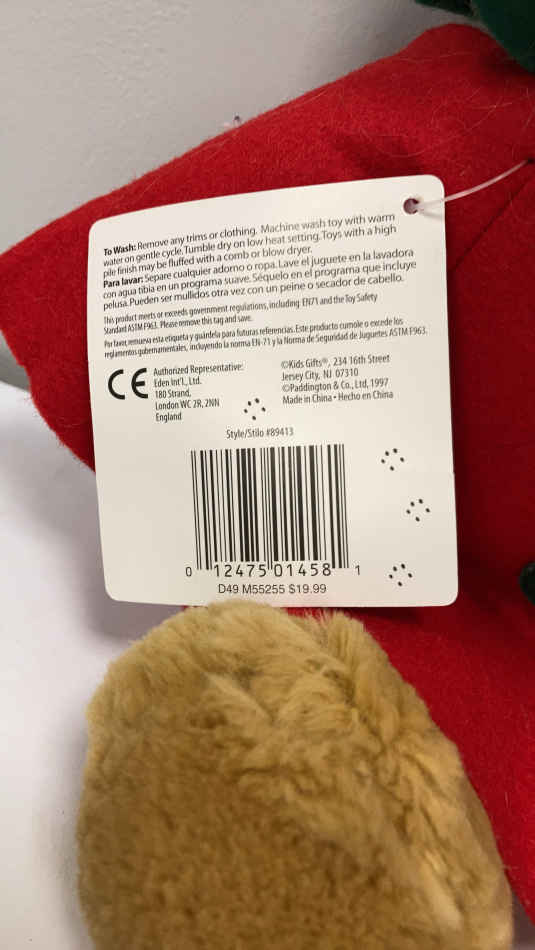 To Wash: Remove any trims or clothing. Machine wash toy with warm
water on gentle cycle. Tumble dry on low heat setting. Toys with a high
pile finish may be fluffed with a comb or blow dryer.
Para lavar: Separe cualquier adorno o ropa. Lave el juguete en la lavadora
con agua tibia en un programa suave. Séquelo en el programa que incluye
pelusa. Pueden ser mullidos otra vez con un peine o secador de cabello.
This product meets or exceeds government regulations, including EN71 and the Toy Safety
Standard ASTM F963. Please remove this tag and save.
Por favor, remueva esta etiqueta y guárdela para futuras referencias. Este producto cumole o excede los
reglamentos gubernamentales, incluyendo la norma EN-71 y la Norma de Seguridad de Juguetes ASTM F963.
CE
Authorized Representative:
Eden Int'l., Ltd.
180 Strand,
London WC 2R, 2NN
England
©Kids Gifts®, 234 16th Street
Jersey City, NJ 07310
©Paddington & Co., Ltd, 1997
Made in China • Hecho en China
Style/Stilo #89413
0 12475 01458 1
D49 M55255 $19.99